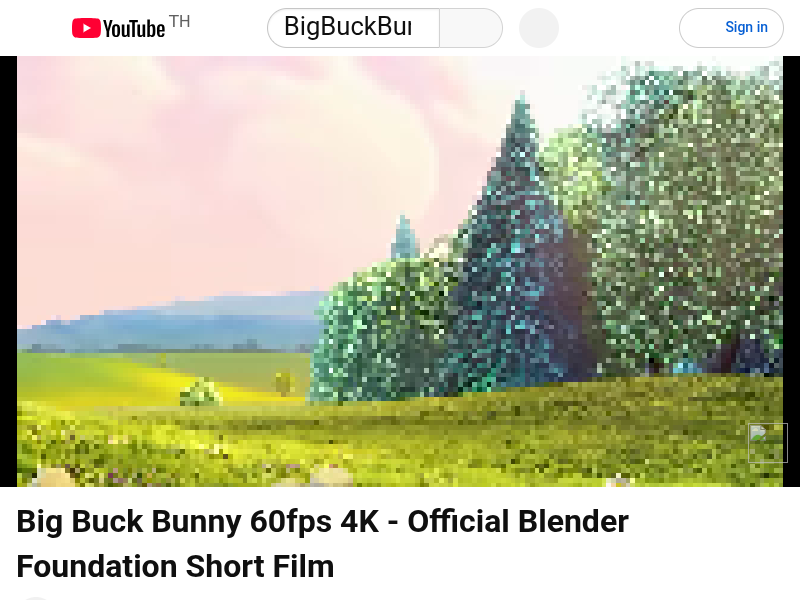 YouTube TH
BigBuckBu
Sign in
Big Buck Bunny 60fps 4K - Official Blender
Foundation Short Film